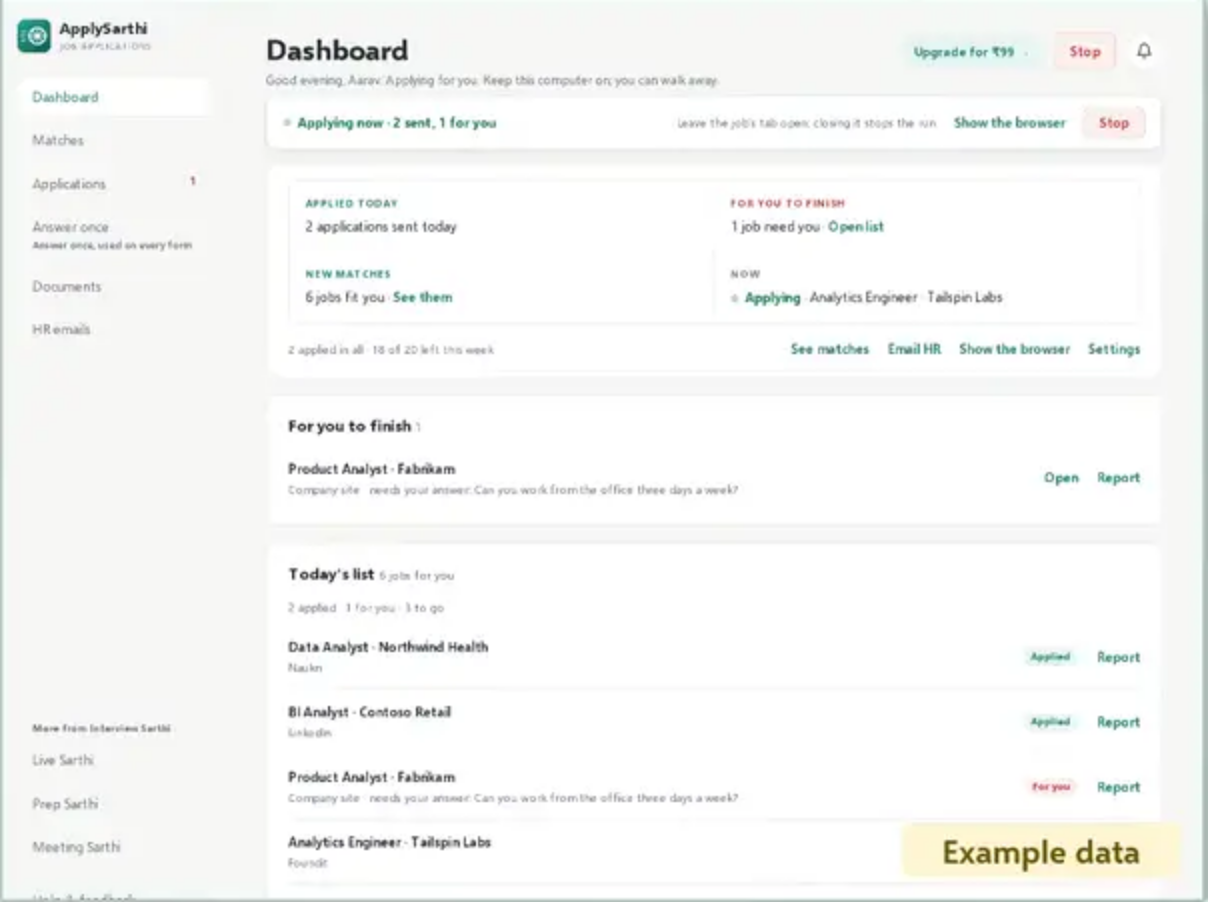 ApplySarthi
JOB APPLICATIONS
Dashboard
Matches
Applications 1
Answer once
Answer once, used on every form
Documents
HR emails
More from Interview Sarthi
Live Sarthi
Prep Sarthi
Meeting Sarthi
Help & feedback
Dashboard
Good evening, Aarav. Applying for you. Keep this computer on; you can walk away.
Upgrade for ₹99
Stop
Applying now · 2 sent, 1 for you
Leave the job's tab open; closing it stops the run
Show the browser
Stop
APPLIED TODAY
2 applications sent today
FOR YOU TO FINISH
1 job need you · Open list
NEW MATCHES
6 jobs fit you · See them
NOW
Applying · Analytics Engineer · Tailspin Labs
2 applied in all · 18 of 20 left this week
See matches Email HR Show the browser Settings
For you to finish 1
Product Analyst · Fabrikam
Company site · needs your answer: Can you work from the office three days a week?
Open Report
Today's list 6 jobs for you
2 applied · 1 for you · 3 to go
Data Analyst · Northwind Health
Naukri
Applied Report
BI Analyst · Contoso Retail
LinkedIn
Applied Report
Product Analyst · Fabrikam
Company site · needs your answer: Can you work from the office three days a week?
For you Report
Analytics Engineer · Tailspin Labs
Foundit
Example data